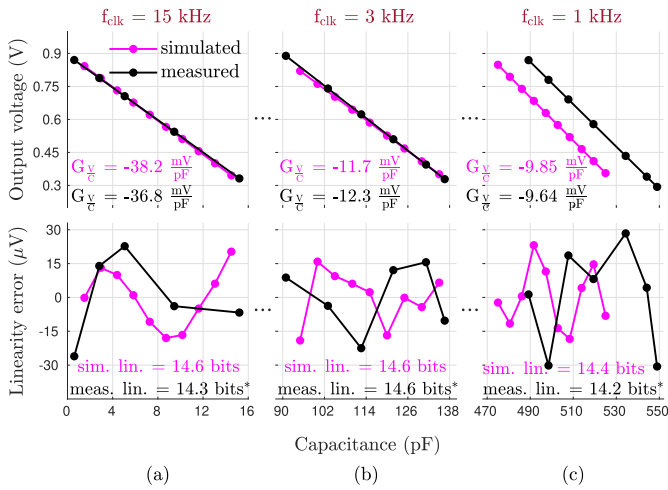 f_clk = 15 kHz
f_clk = 3 kHz
f_clk = 1 kHz
Output voltage (V)
0.9
0.7
0.5
0.3
simulated
measured
G_V/C = -38.2 mV/pF
G_V/C = -36.8 mV/pF
...
G_V/C = -11.7 mV/pF
G_V/C = -12.3 mV/pF
...
G_V/C = -9.85 mV/pF
G_V/C = -9.64 mV/pF
Linearity error (μV)
30
15
0
-15
-30
sim. lin. = 14.6 bits
meas. lin. = 14.3 bits*
...
sim. lin. = 14.6 bits
meas. lin. = 14.6 bits*
...
sim. lin. = 14.4 bits
meas. lin. = 14.2 bits*
0 4 8 12 16
90 102 114 126 138
470 490 510 530 550
Capacitance (pF)
(a)
(b)
(c)